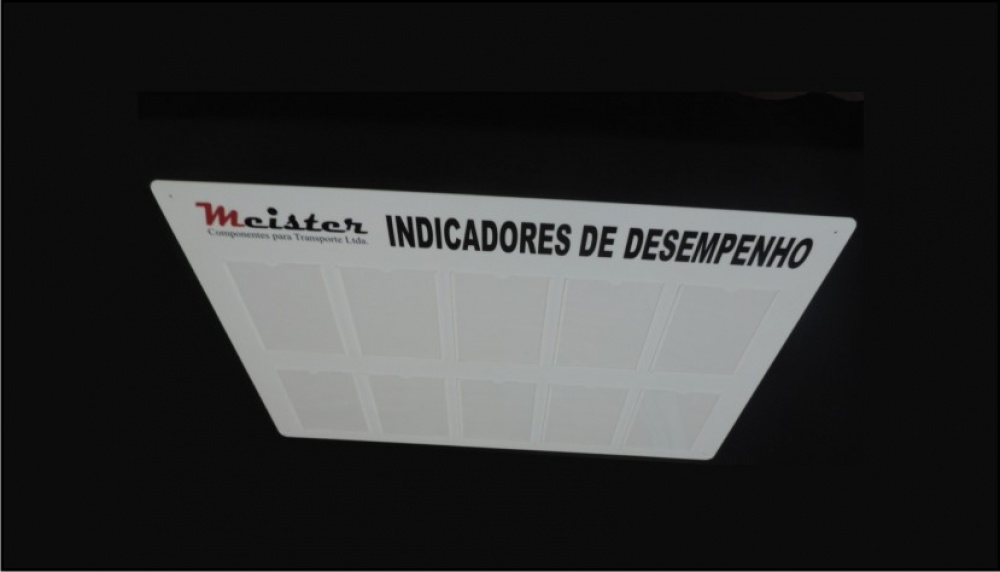 Meister
Componentes para Transporte Ltda.
INDICADORES DE DESEMPENHO